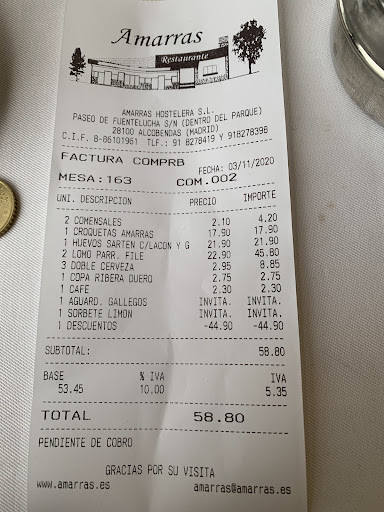 Amarras
Restaurante
AMARRAS HOSTELERA S.L.
PASEO DE FUENTELUCHA S/N (DENTRO DEL PARQUE)
28100 ALCOBENDAS (MADRID)
C.I.F. B-86101961 TLF.: 91 8278419 Y 918278398
FACTURA COMPRB FECHA: 03/11/2020
MESA:163 COM.002
UNI. DESCRIPCION PRECIO IMPORTE
2 COMENSALES 2.10 4.20
1 CROQUETAS AMARRAS 17.90 17.90
1 HUEVOS SARTEN C/LACON Y G 21.90 21.90
2 LOMO PARR. FILE 22.90 45.80
3 DOBLE CERVEZA 2.95 8.85
1 COPA RIBERA DUERO 2.75 2.75
1 CAFE 2.30 2.30
1 AGUARD. GALLEGOS INVITA. INVITA.
1 SORBETE LIMON INVITA. INVITA.
1 DESCUENTOS -44.90 -44.90
SUBTOTAL: 58.80
BASE % IVA IVA
53.45 10.00 5.35
TOTAL 58.80
PENDIENTE DE COBRO
GRACIAS POR SU VISITA
www.amarras.es amarras@amarras.es